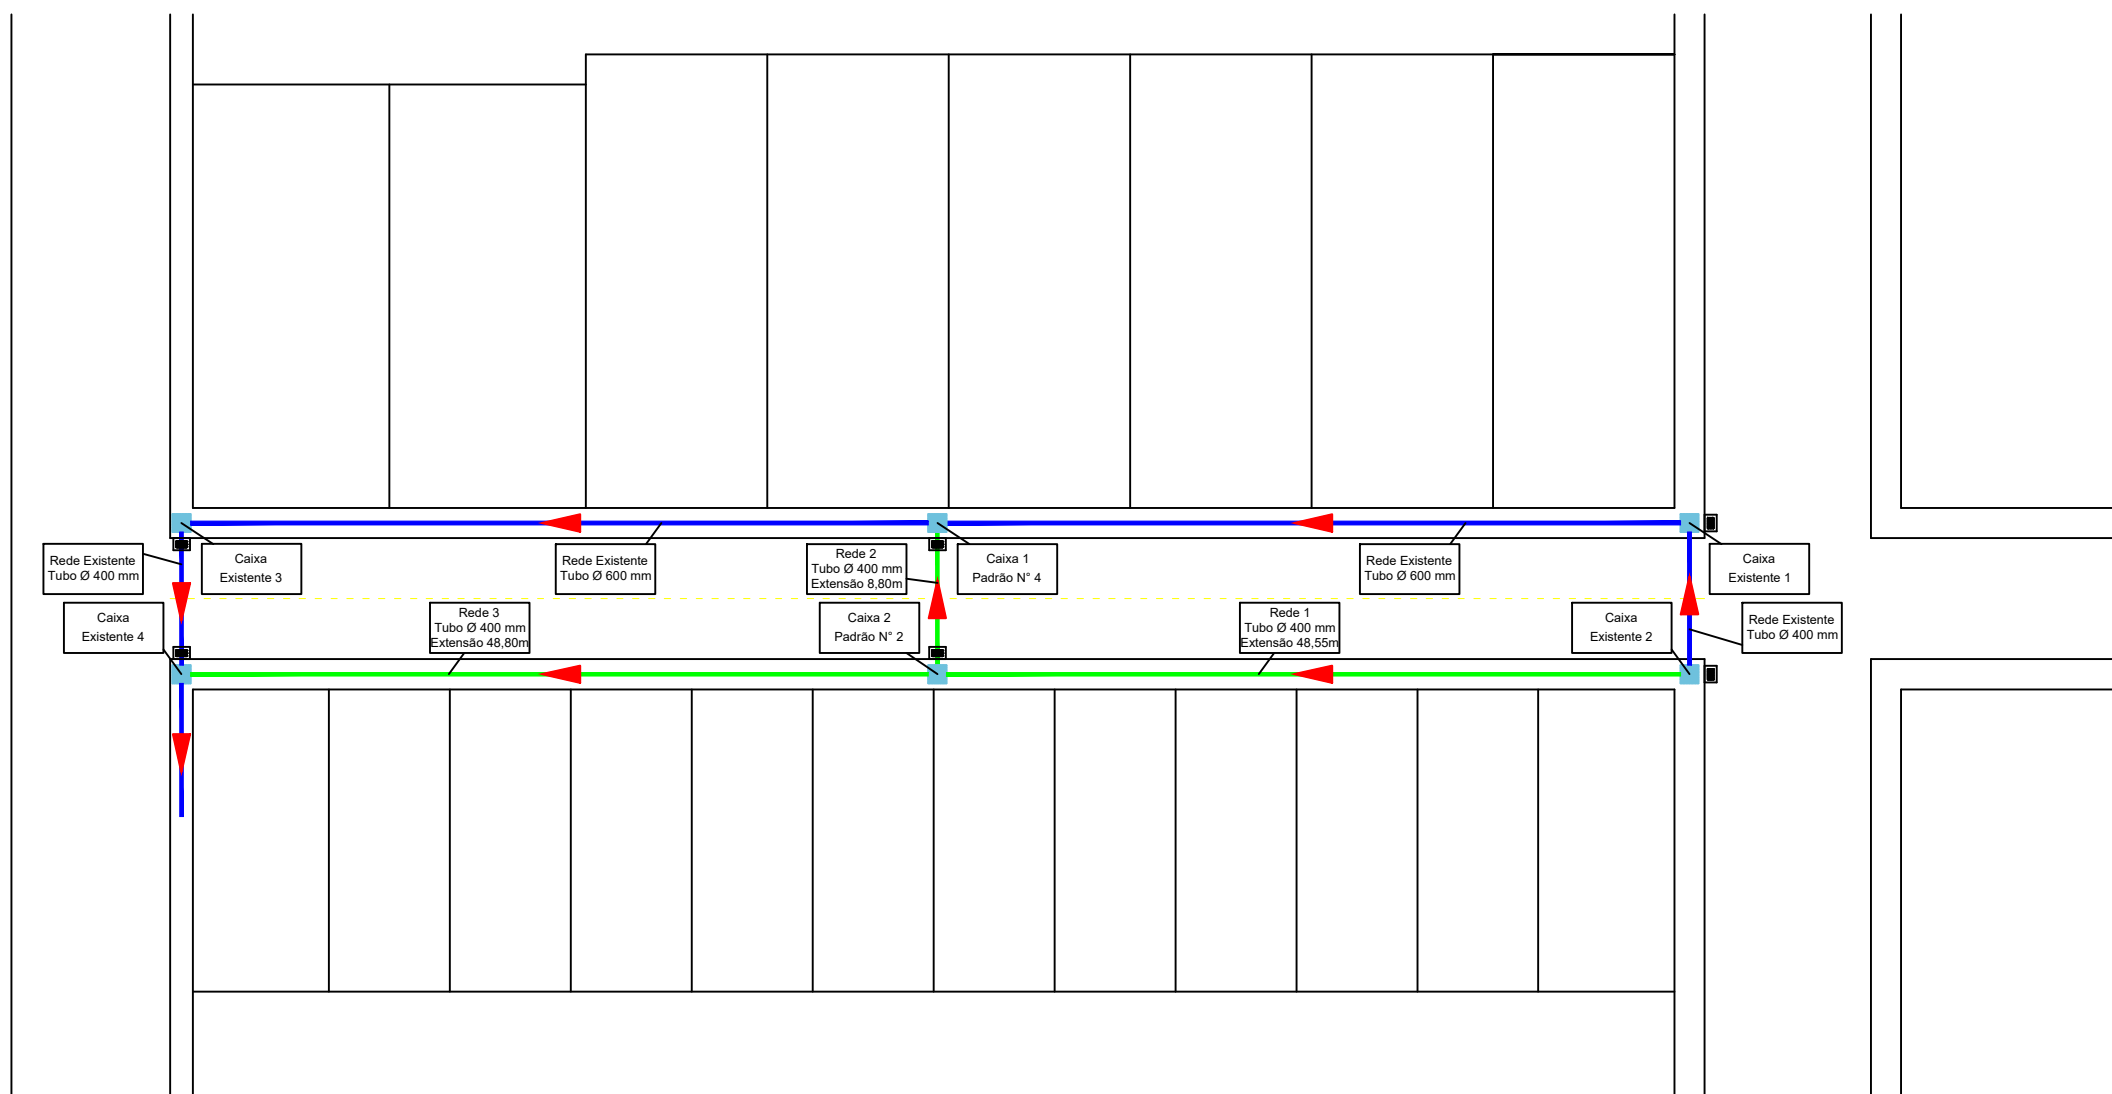 Rede Existente
Tubo Ø 400 mm
Caixa
Existente 3
Rede Existente
Tubo Ø 600 mm
Rede 2
Tubo Ø 400 mm
Extensão 8,80m
Caixa 1
Padrão N° 4
Rede Existente
Tubo Ø 600 mm
Caixa
Existente 1
Caixa
Existente 4
Rede 3
Tubo Ø 400 mm
Extensão 48,80m
Caixa 2
Padrão N° 2
Rede 1
Tubo Ø 400 mm
Extensão 48,55m
Caixa
Existente 2
Rede Existente
Tubo Ø 400 mm